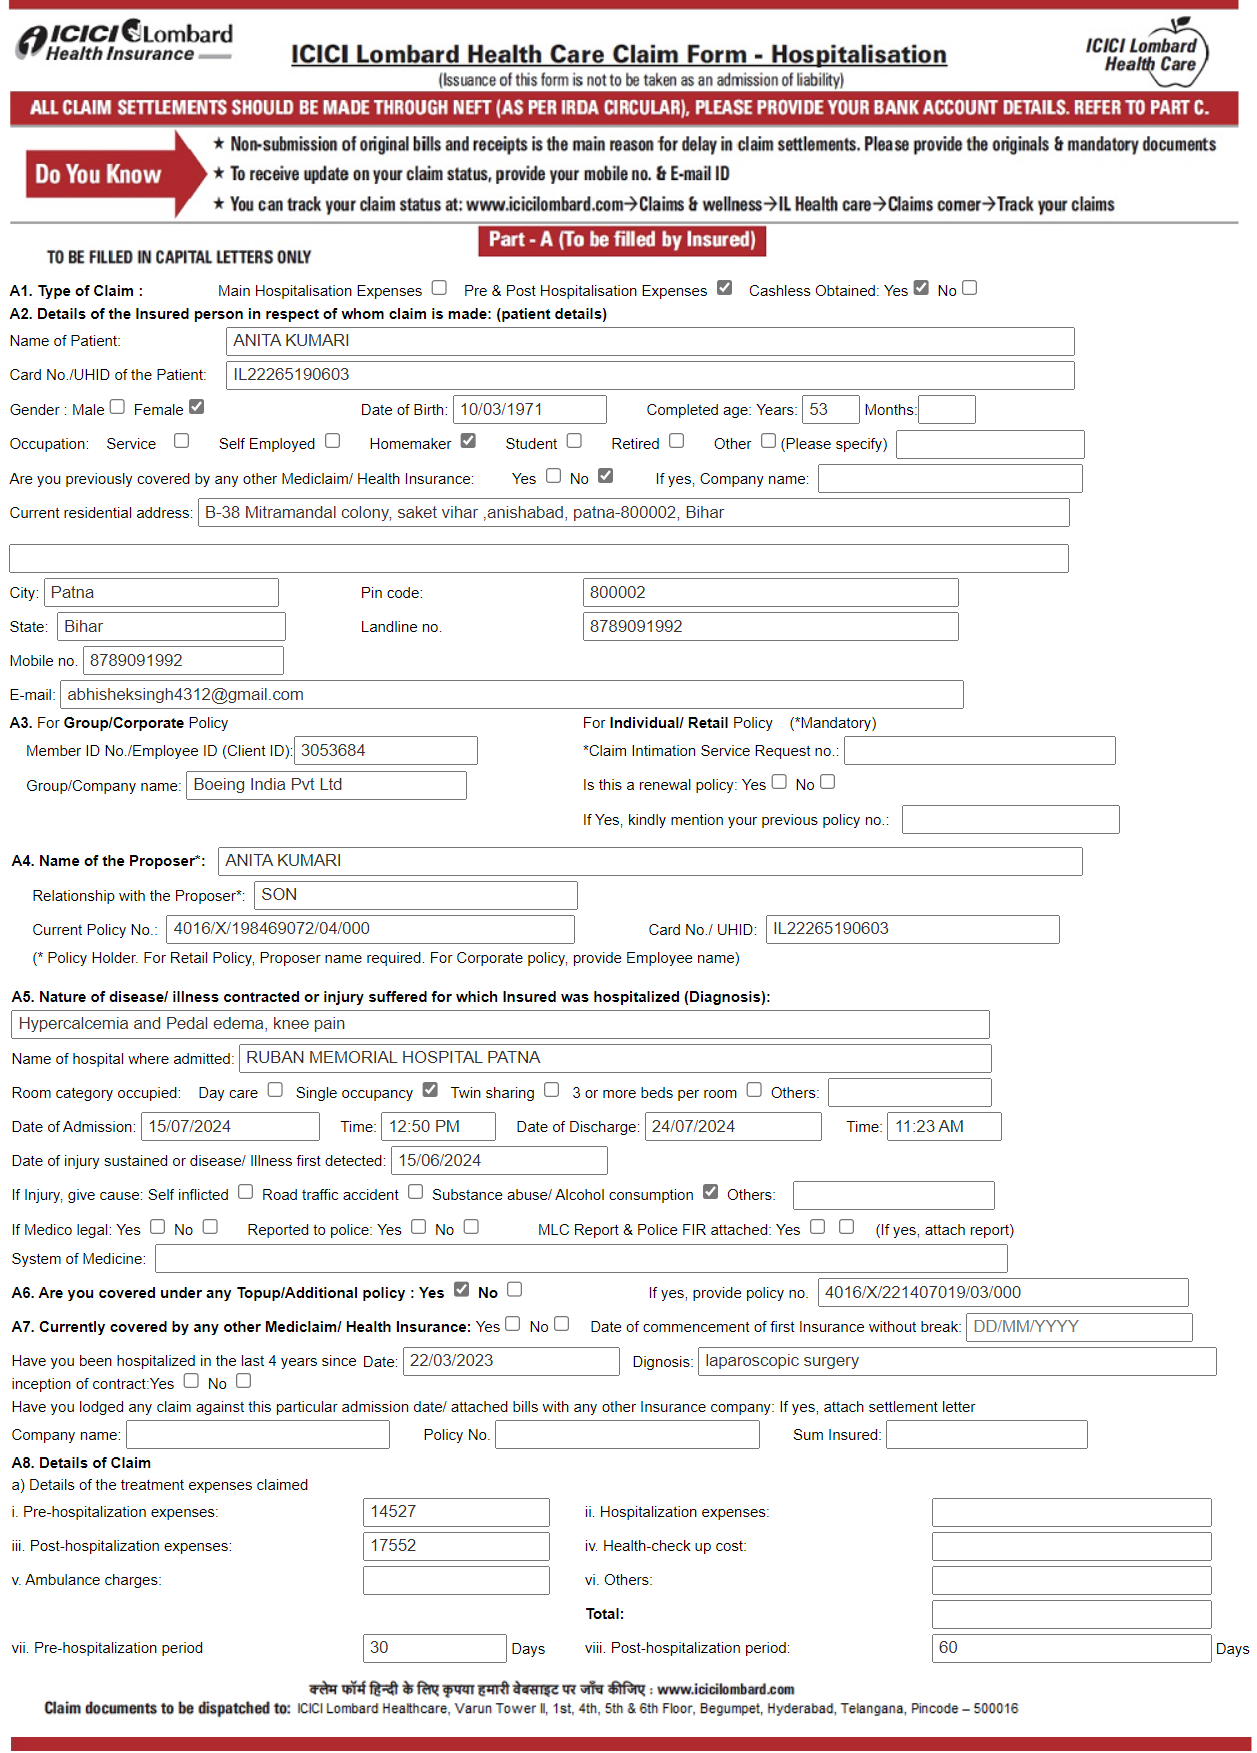 ICICI Lombard
Health Insurance
ICICI Lombard Health Care Claim Form - Hospitalisation
(Issuance of this form is not to be taken as an admission of liability)
ICICI Lombard
Health Care
ALL CLAIM SETTLEMENTS SHOULD BE MADE THROUGH NEFT (AS PER IRDA CIRCULAR), PLEASE PROVIDE YOUR BANK ACCOUNT DETAILS. REFER TO PART C.
Do You Know
★ Non-submission of original bills and receipts is the main reason for delay in claim settlements. Please provide the originals & mandatory documents
★ To receive update on your claim status, provide your mobile no. & E-mail ID
★ You can track your claim status at: www.icicilombard.com→Claims & wellness→IL Health care→Claims corner→Track your claims
Part - A (To be filled by Insured)
TO BE FILLED IN CAPITAL LETTERS ONLY
A1. Type of Claim : Main Hospitalisation Expenses Pre & Post Hospitalisation Expenses Cashless Obtained: Yes No
A2. Details of the Insured person in respect of whom claim is made: (patient details)
Name of Patient: ANITA KUMARI
Card No./UHID of the Patient: IL22265190603
Gender : Male Female Date of Birth: 10/03/1971 Completed age: Years: 53 Months:
Occupation: Service Self Employed Homemaker Student Retired Other (Please specify)
Are you previously covered by any other Mediclaim/ Health Insurance: Yes No If yes, Company name:
Current residential address: B-38 Mitramandal colony, saket vihar ,anishabad, patna-800002, Bihar
City: Patna Pin code: 800002
State: Bihar Landline no. 8789091992
Mobile no. 8789091992
E-mail: abhisheksingh4312@gmail.com
A3. For Group/Corporate Policy For Individual/ Retail Policy (*Mandatory)
Member ID No./Employee ID (Client ID): 3053684 *Claim Intimation Service Request no.:
Group/Company name: Boeing India Pvt Ltd Is this a renewal policy: Yes No
If Yes, kindly mention your previous policy no.:
A4. Name of the Proposer*: ANITA KUMARI
Relationship with the Proposer*: SON
Current Policy No.: 4016/X/198469072/04/000 Card No./ UHID: IL22265190603
(* Policy Holder. For Retail Policy, Proposer name required. For Corporate policy, provide Employee name)
A5. Nature of disease/ illness contracted or injury suffered for which Insured was hospitalized (Diagnosis):
Hypercalcemia and Pedal edema, knee pain
Name of hospital where admitted: RUBAN MEMORIAL HOSPITAL PATNA
Room category occupied: Day care Single occupancy Twin sharing 3 or more beds per room Others:
Date of Admission: 15/07/2024 Time: 12:50 PM Date of Discharge: 24/07/2024 Time: 11:23 AM
Date of injury sustained or disease/ Illness first detected: 15/06/2024
If Injury, give cause: Self inflicted Road traffic accident Substance abuse/ Alcohol consumption Others:
If Medico legal: Yes No Reported to police: Yes No MLC Report & Police FIR attached: Yes (If yes, attach report)
System of Medicine:
A6. Are you covered under any Topup/Additional policy : Yes No If yes, provide policy no. 4016/X/221407019/03/000
A7. Currently covered by any other Mediclaim/ Health Insurance: Yes No Date of commencement of first Insurance without break: DD/MM/YYYY
Have you been hospitalized in the last 4 years since Date: 22/03/2023 Dignosis: laparoscopic surgery
inception of contract:Yes No
Have you lodged any claim against this particular admission date/ attached bills with any other Insurance company: If yes, attach settlement letter
Company name: Policy No. Sum Insured:
A8. Details of Claim
a) Details of the treatment expenses claimed
i. Pre-hospitalization expenses: 14527 ii. Hospitalization expenses:
iii. Post-hospitalization expenses: 17552 iv. Health-check up cost:
v. Ambulance charges: vi. Others:
Total:
vii. Pre-hospitalization period 30 Days viii. Post-hospitalization period: 60 Days
क्लेम फॉर्म हिन्दी के लिए कृपया हमारी वेबसाइट पर जाँच कीजिए : www.icicilombard.com
Claim documents to be dispatched to: ICICI Lombard Healthcare, Varun Tower II, 1st, 4th, 5th & 6th Floor, Begumpet, Hyderabad, Telangana, Pincode – 500016